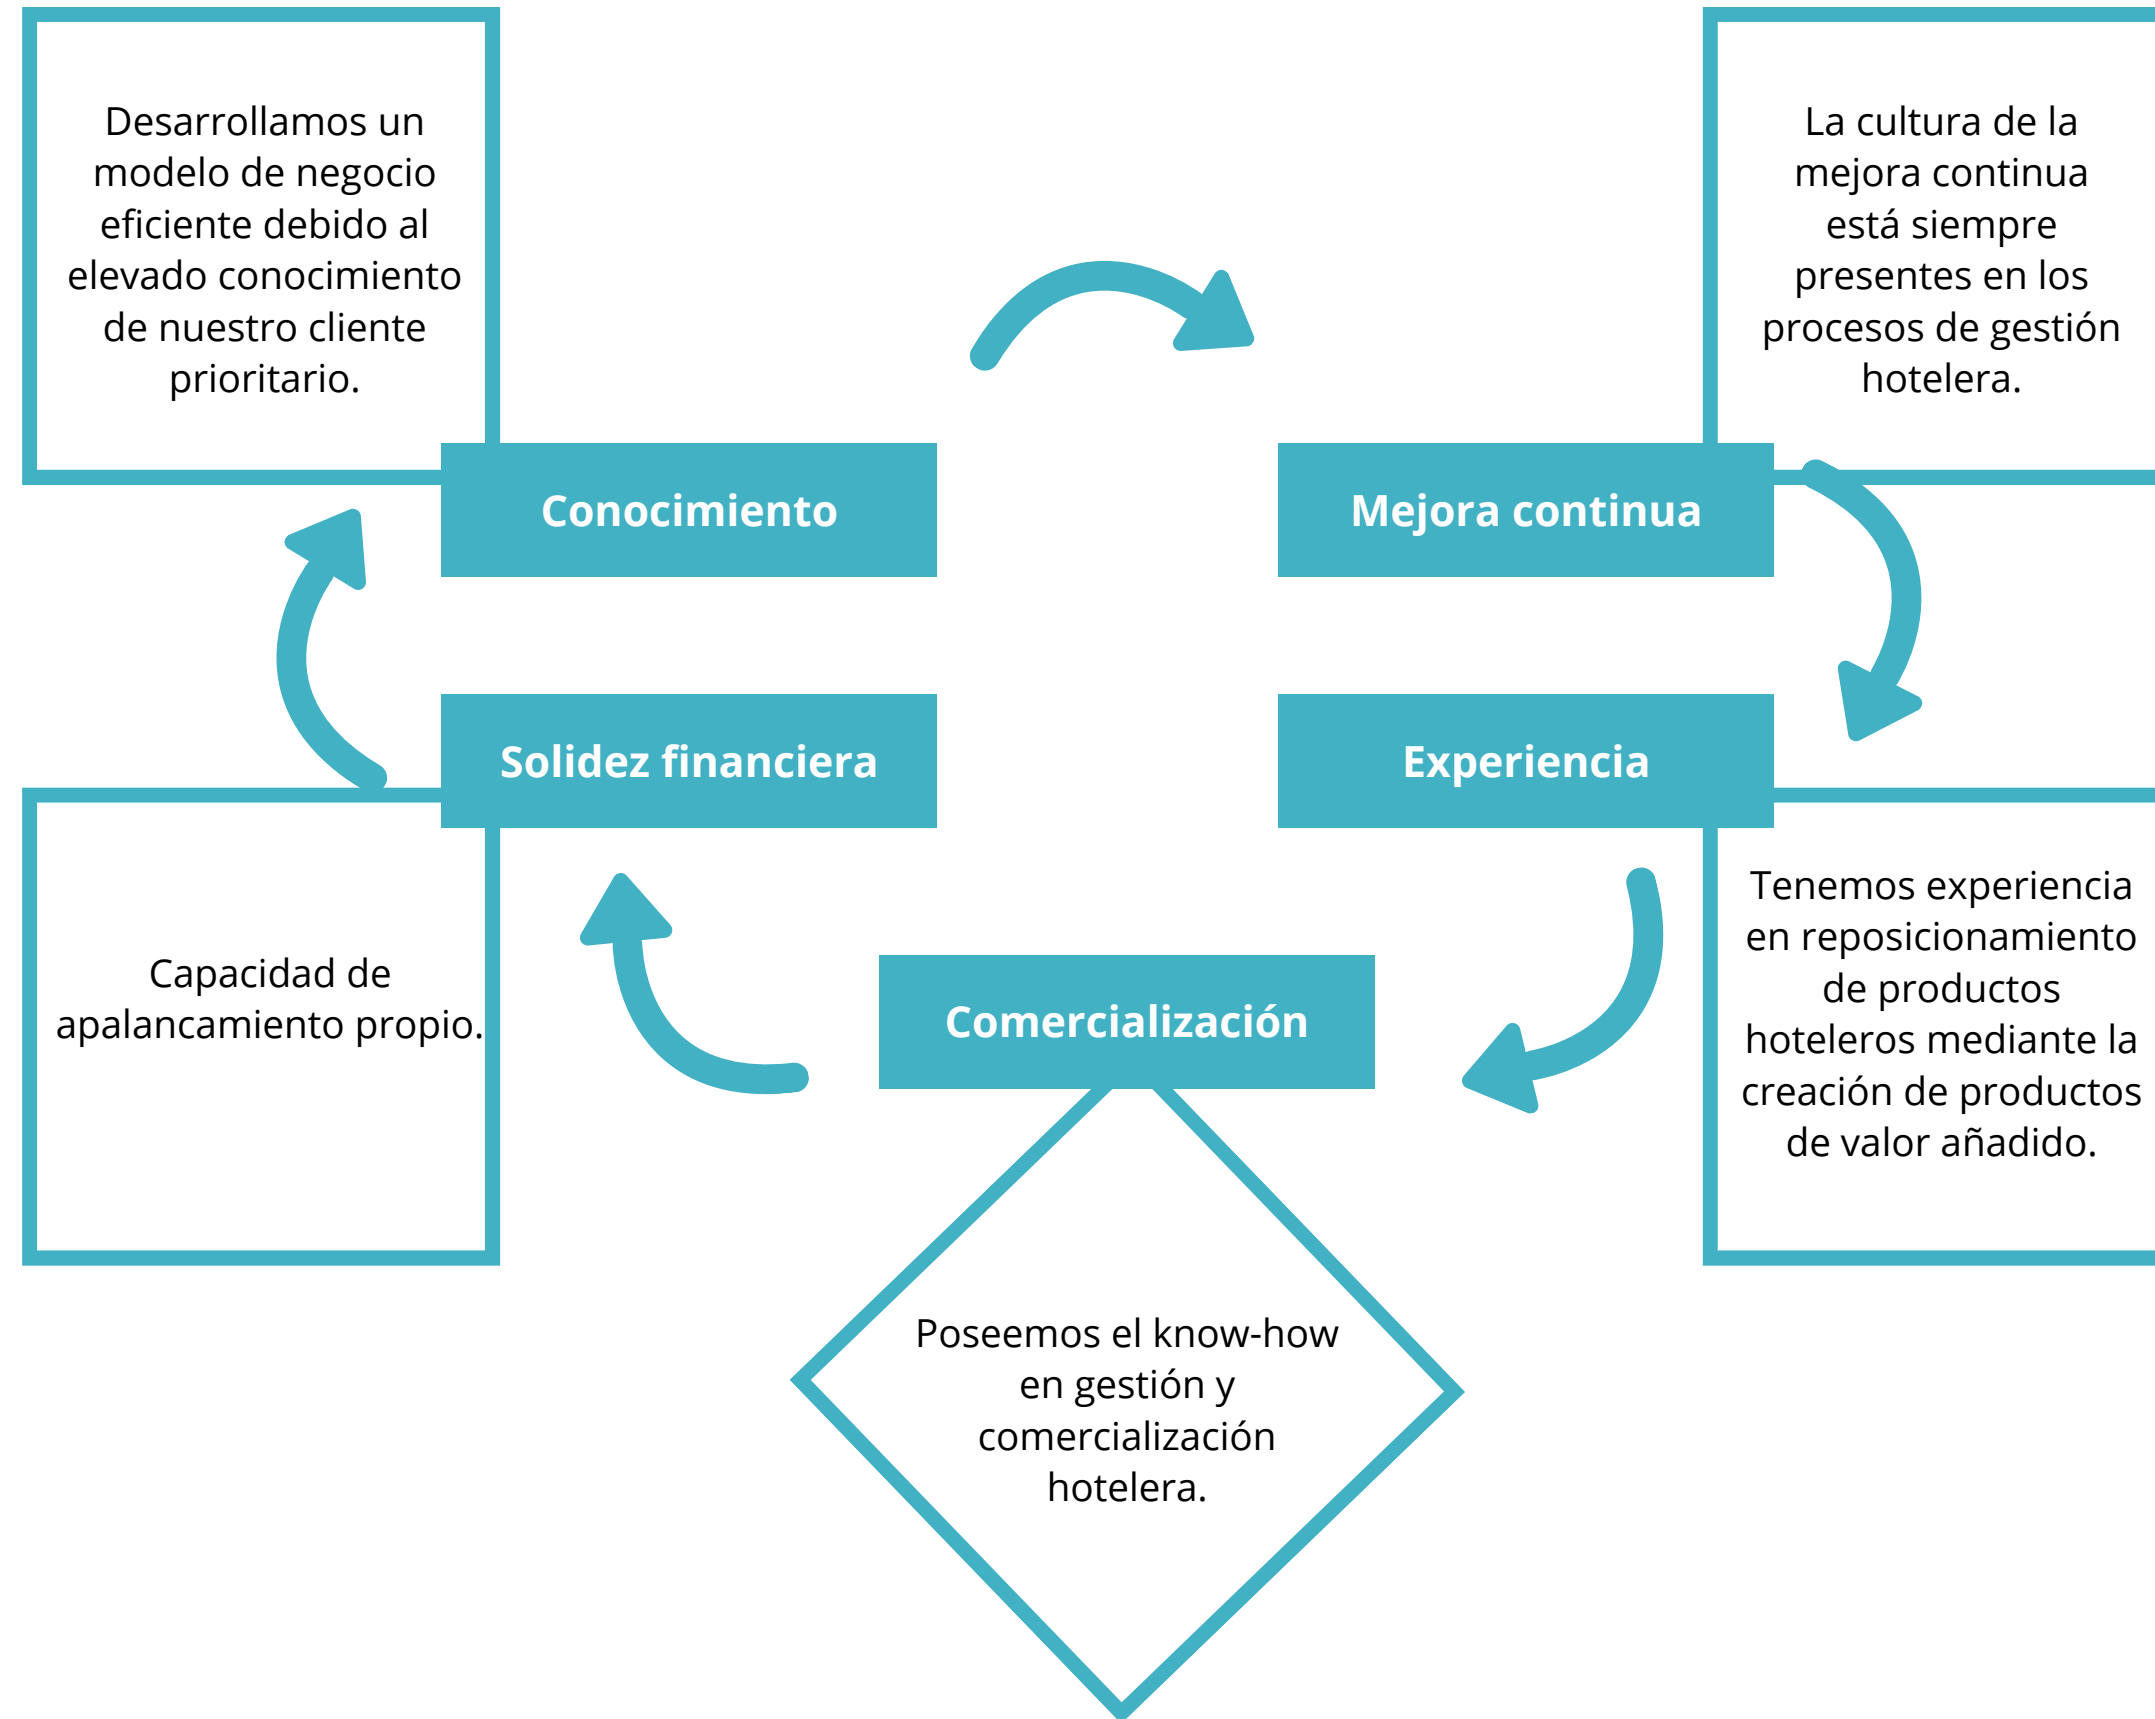 Desarrollamos un
modelo de negocio
eficiente debido al
elevado conocimiento
de nuestro cliente
prioritario.
Conocimiento
La cultura de la
mejora continua
está siempre
presentes en los
procesos de gestión
hotelera.
Mejora continua
Experiencia
Tenemos experiencia
en reposicionamiento
de productos
hoteleros mediante la
creación de productos
de valor añadido.
Comercialización
Poseemos el know-how
en gestión y
comercialización
hotelera.
Solidez financiera
Capacidad de
apalancamiento propio.